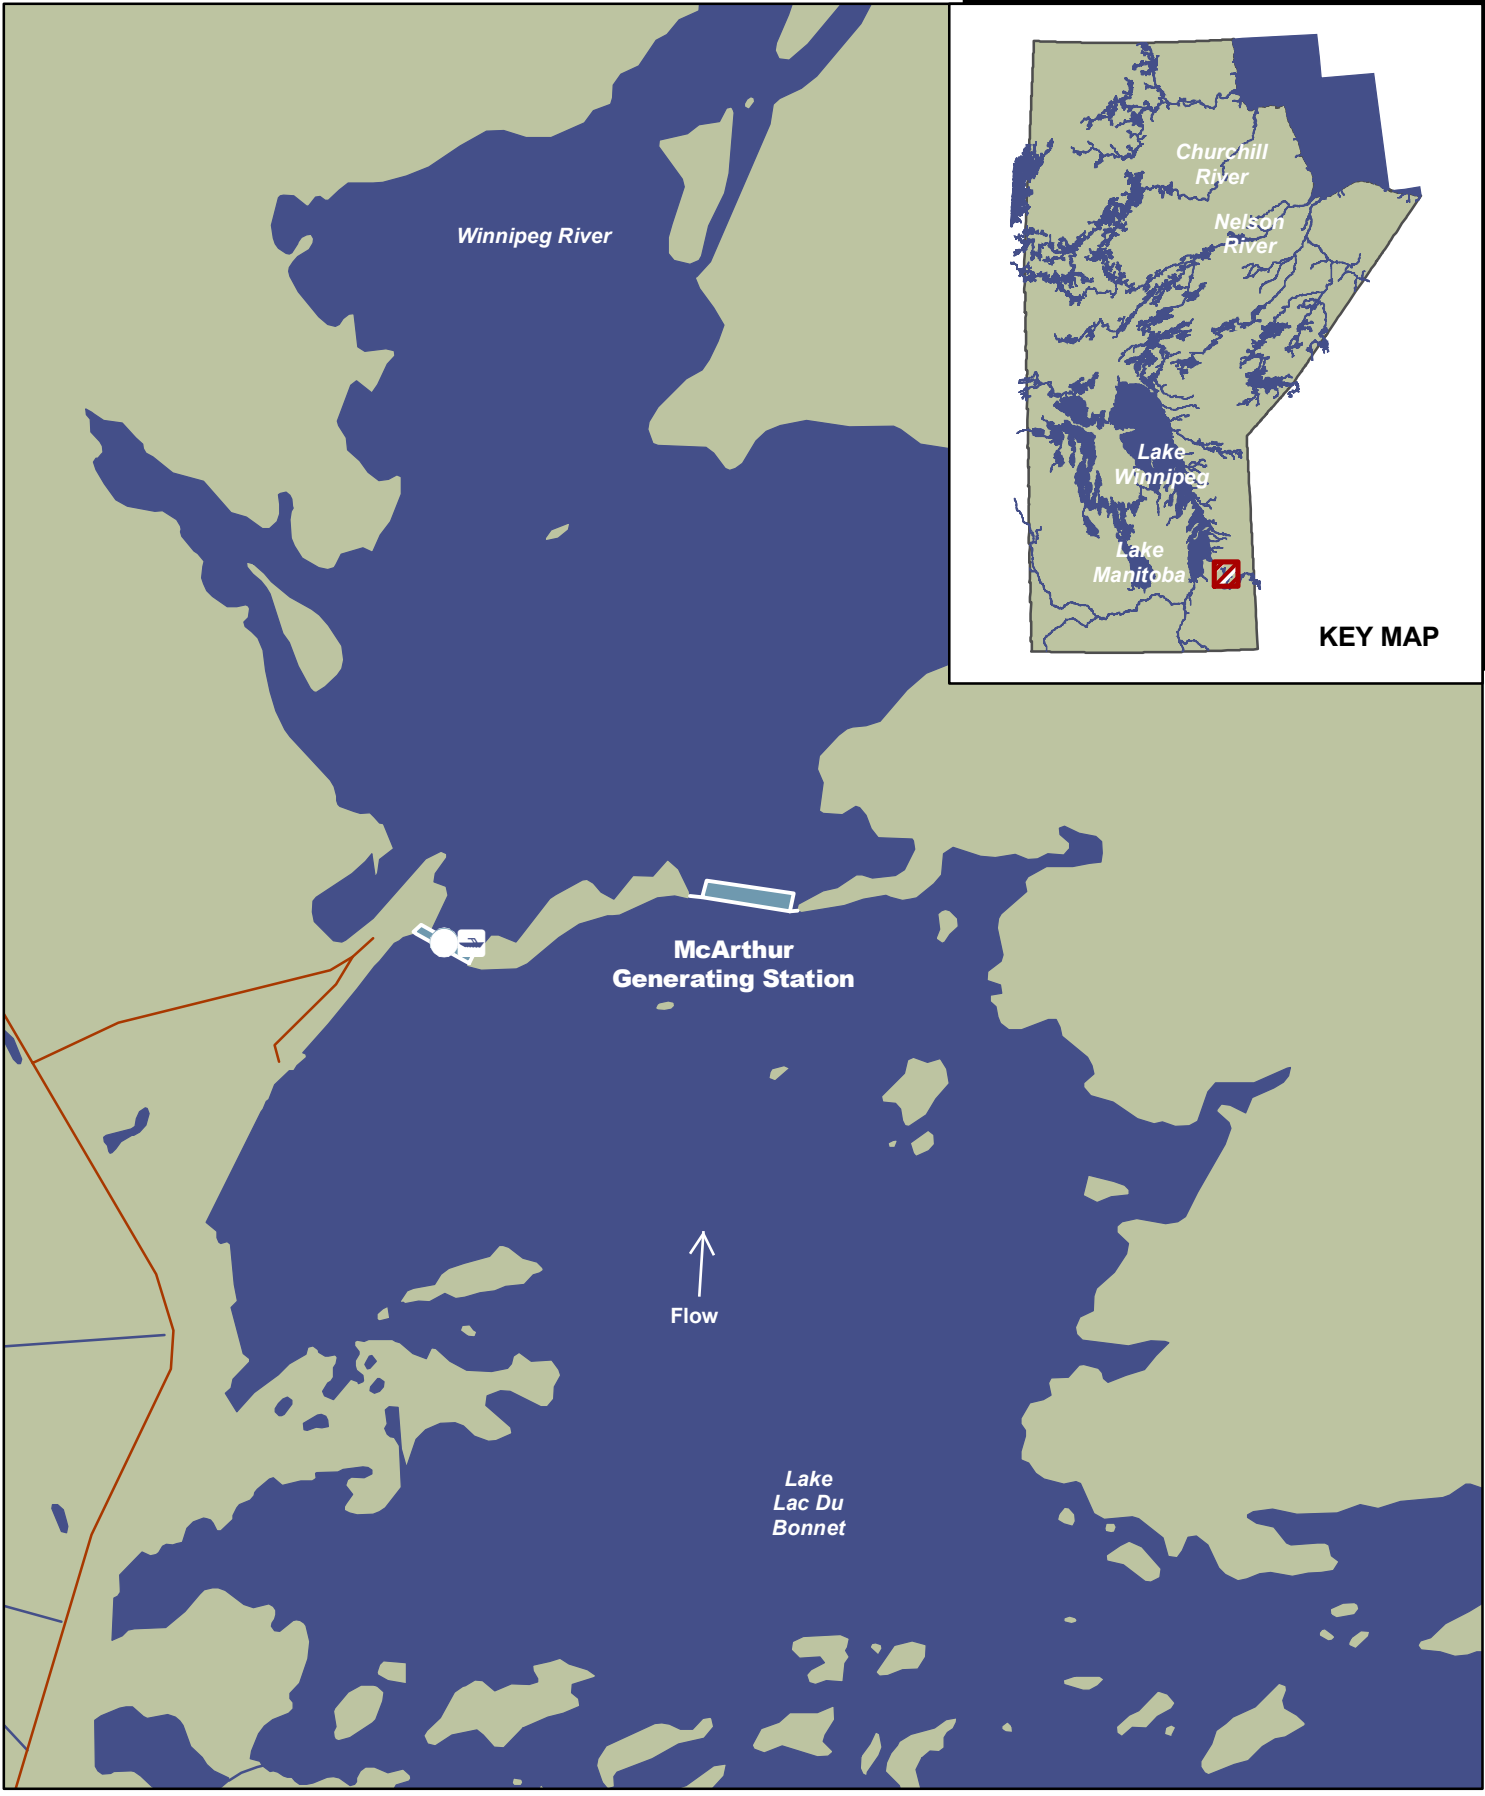 Winnipeg River
Churchill
River
Nelson
River
Lake
Winnipeg
Lake
Manitoba
KEY MAP
McArthur
Generating Station
Flow
Lake
Lac Du
Bonnet